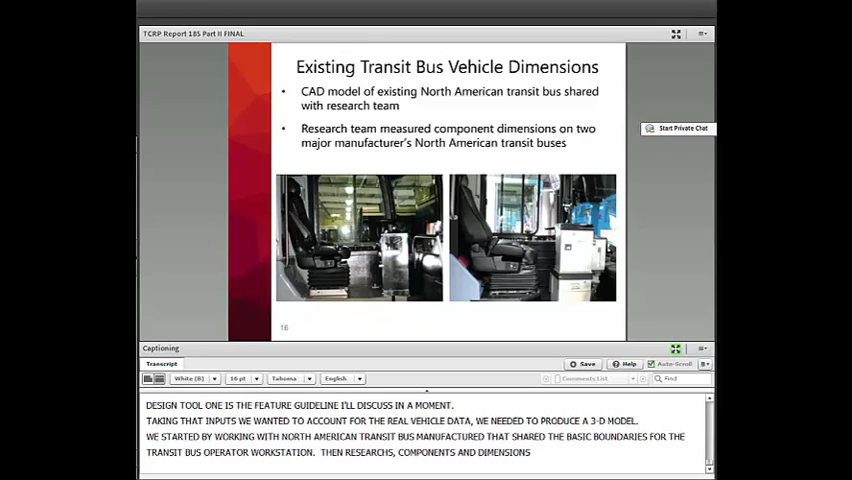 TCRP Report 185 Part II FINAL
Existing Transit Bus Vehicle Dimensions
• CAD model of existing North American transit bus shared
with research team
• Research team measured component dimensions on two
major manufacturer's North American transit buses
16
Start Private Chat
Captioning
Transcript
Save
Help
Auto-Scroll
White (B)
16 pt
Tahoma
English
Comments List
Find
DESIGN TOOL ONE IS THE FEATURE GUIDELINE I'LL DISCUSS IN A MOMENT.
TAKING THAT INPUTS WE WANTED TO ACCOUNT FOR THE REAL VEHICLE DATA, WE NEEDED TO PRODUCE A 3-D MODEL.
WE STARTED BY WORKING WITH NORTH AMERICAN TRANSIT BUS MANUFACTURED THAT SHARED THE BASIC BOUNDARIES FOR THE
TRANSIT BUS OPERATOR WORKSTATION.  THEN RESEARCHS, COMPONENTS AND DIMENSIONS